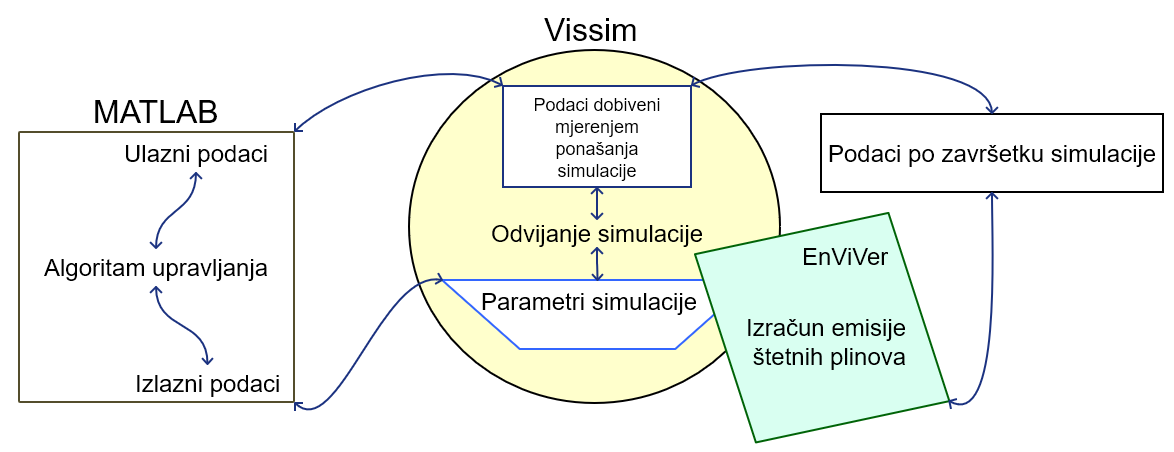 Vissim
MATLAB
Ulazni podaci
Algoritam upravljanja
Izlazni podaci
Podaci dobiveni
mjerenjem
ponašanja
simulacije
Odvijanje simulacije
Parametri simulacije
EnViVer
Izračun emisije
štetnih plinova
Podaci po završetku simulacije